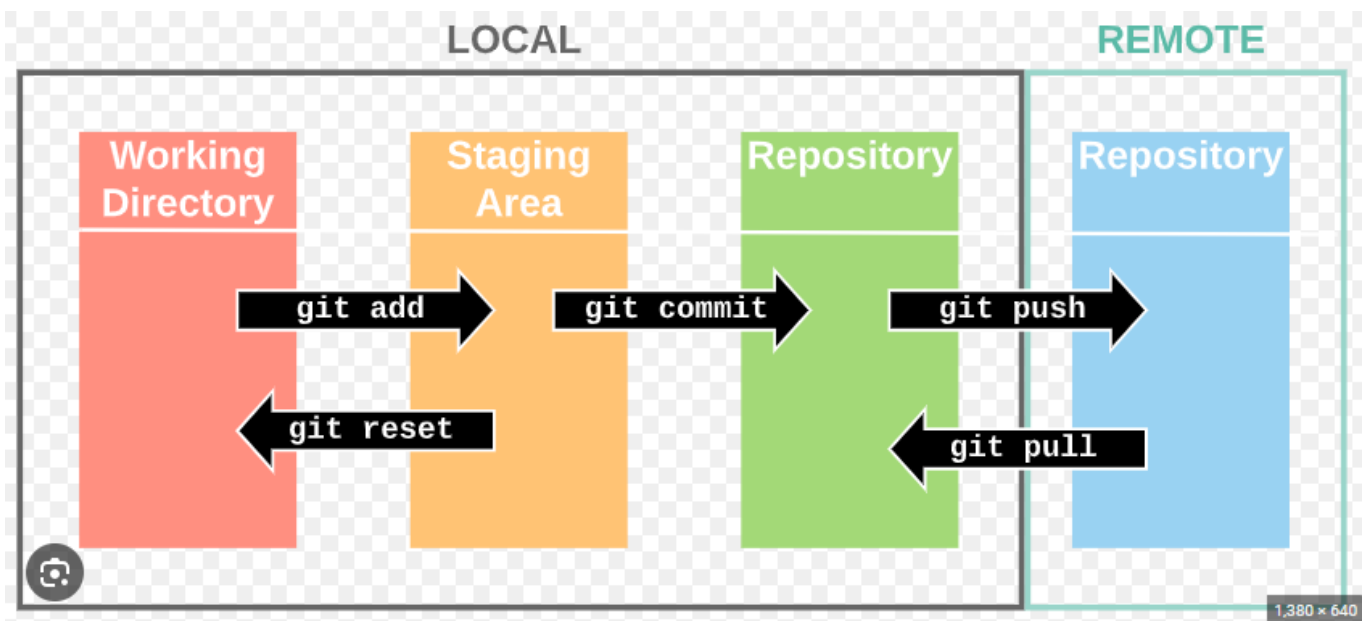 LOCAL
REMOTE
Working
Directory
Staging
Area
Repository
Repository
git add
git commit
git push
git reset
git pull
1,380 × 640